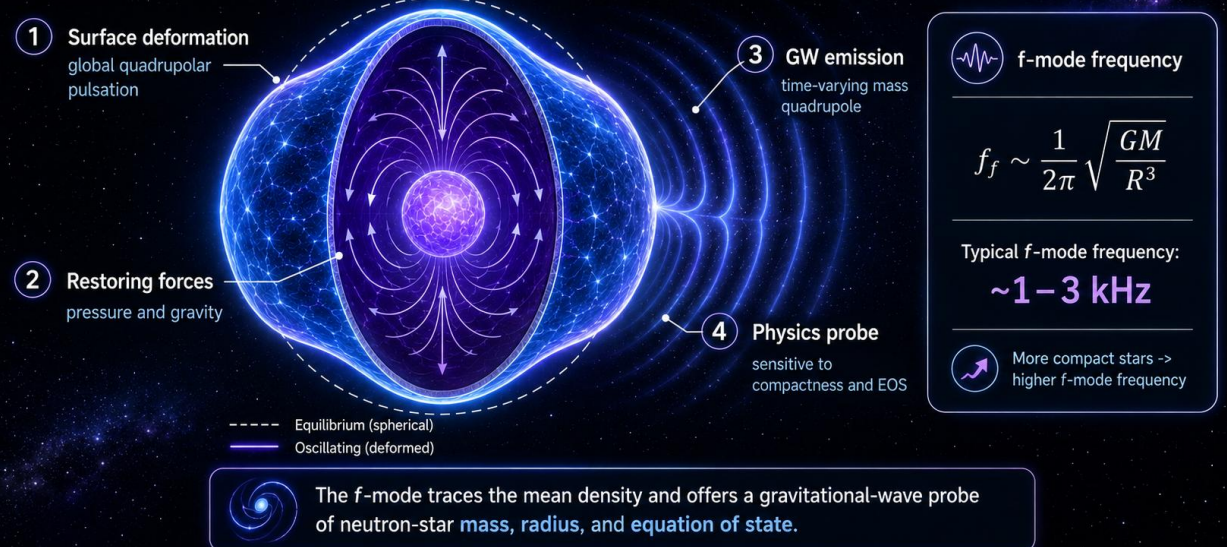 1 Surface deformation
global quadrupolar
pulsation
2 Restoring forces
pressure and gravity
3 GW emission
time-varying mass
quadrupole
4 Physics probe
sensitive to
compactness and EOS
Equilibrium (spherical)
Oscillating (deformed)
f-mode frequency
f_f ~ 1/2π √(GM/R³)
Typical f-mode frequency:
~1–3 kHz
More compact stars ->
higher f-mode frequency
The f-mode traces the mean density and offers a gravitational-wave probe
of neutron-star mass, radius, and equation of state.